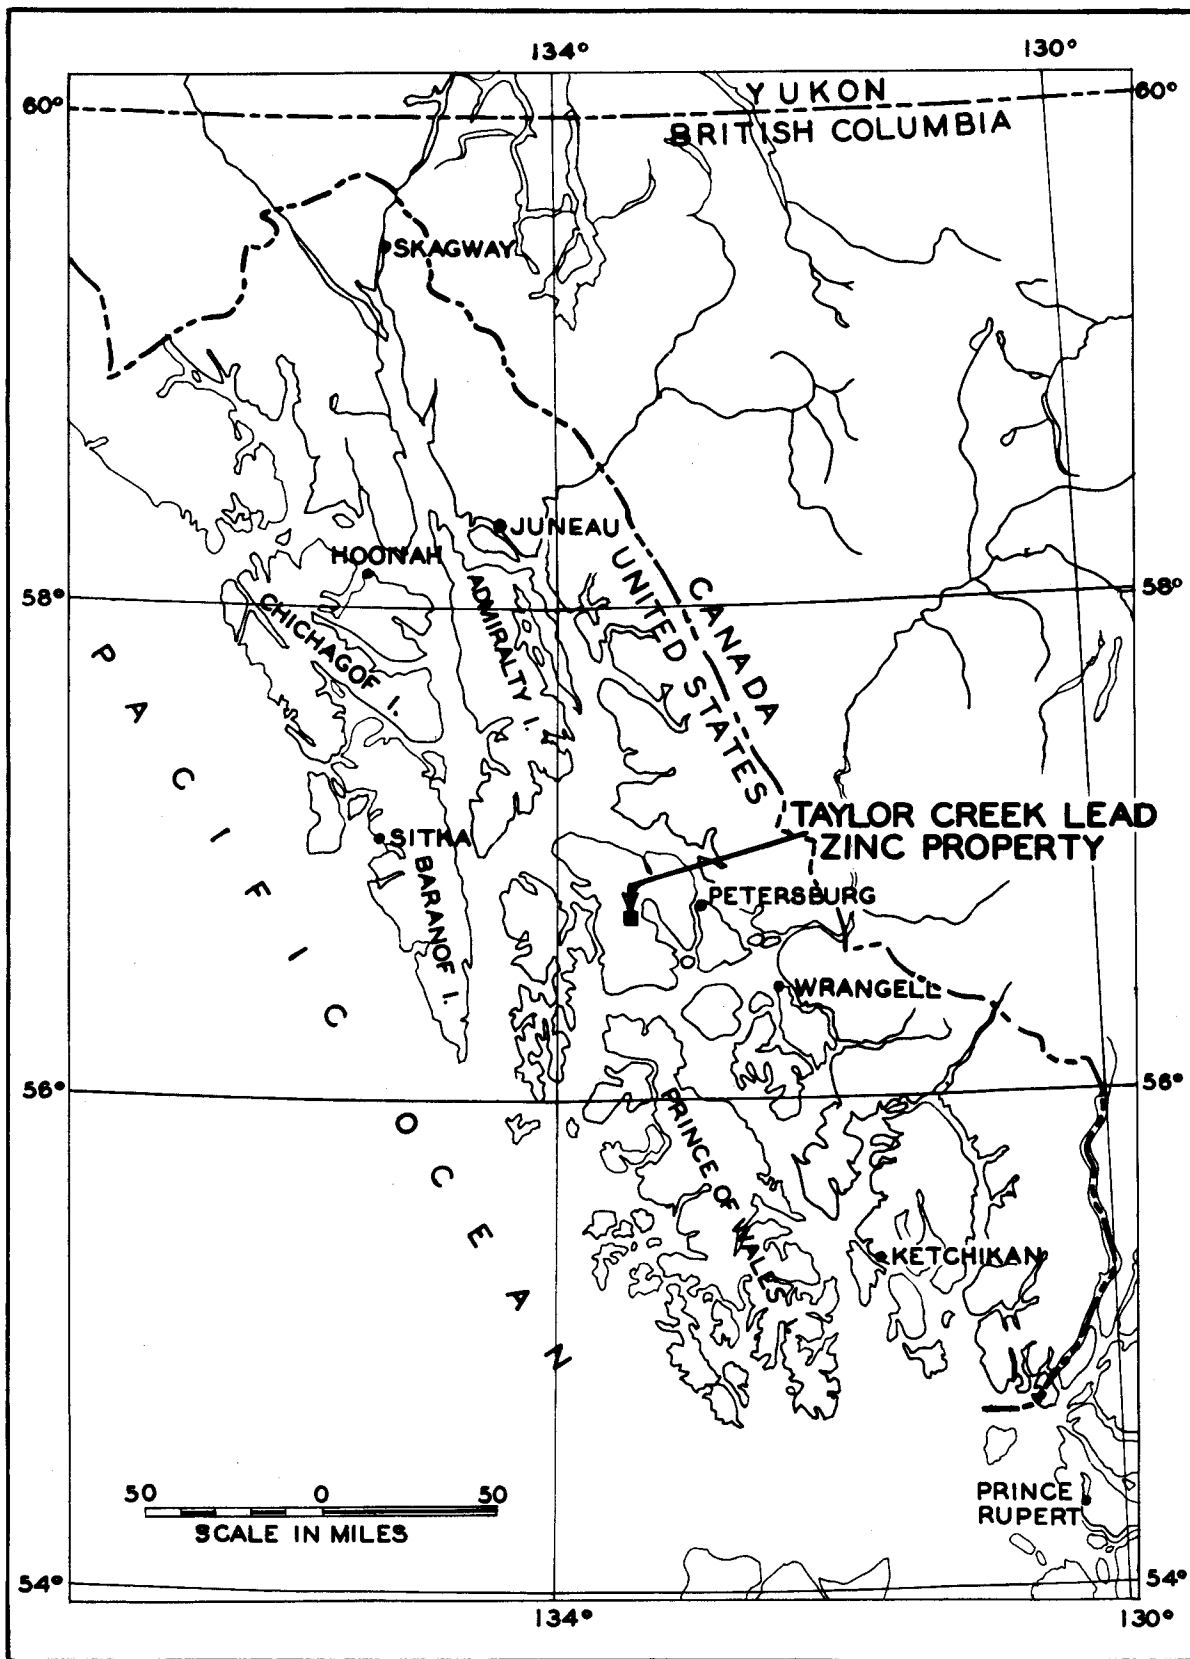 134° 130°
60° YUKON 60°
BRITISH COLUMBIA
SKAGWAY
JUNEAU
HOONAH
58° 58°
CHICHAGOF I.
ADMIRALTY I.
CANADA
UNITED STATES
PACIFIC OCEAN
TAYLOR CREEK LEAD
ZINC PROPERTY
SITKA
BARANOF I.
PETERSBURG
WRANGELL
56° 56°
PRINCE OF WALES
KETCHIKAN
PRINCE
RUPERT
50 0 50
SCALE IN MILES
54° 54°
134° 130°